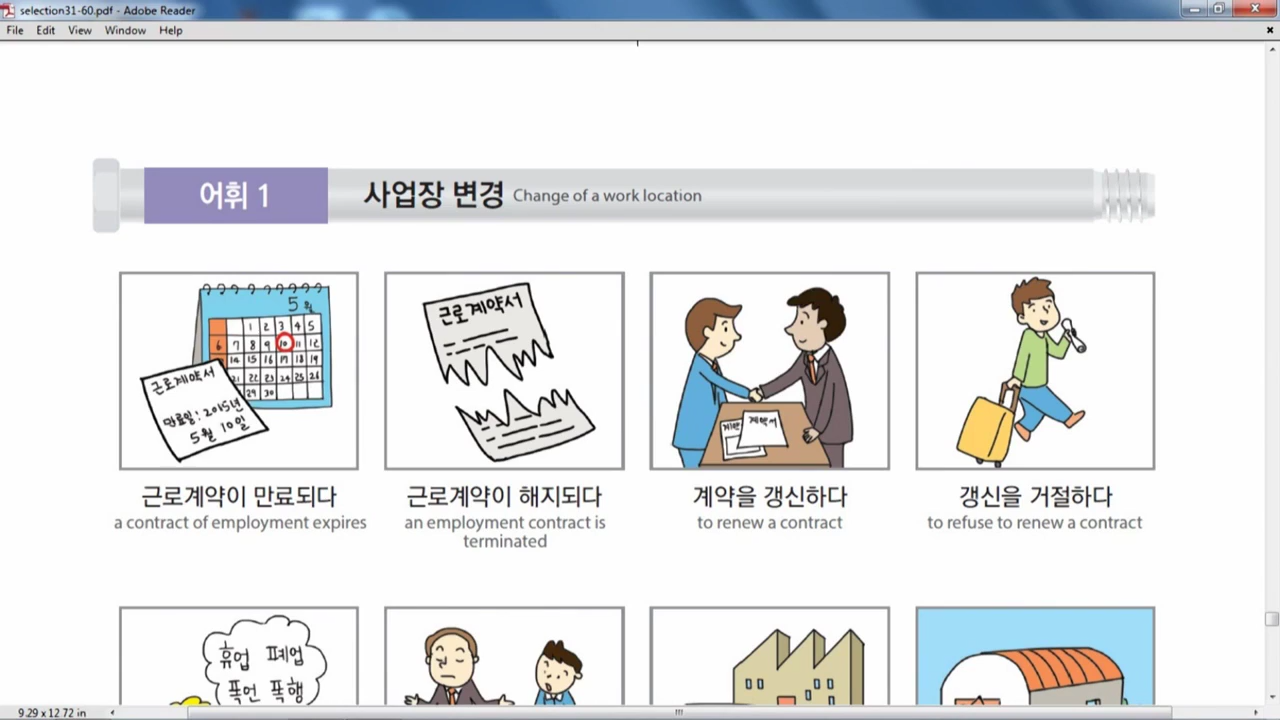 selection31-60.pdf - Adobe Reader
File Edit View Window Help
어휘 1 사업장 변경 Change of a work location
5월
1 2 3 4 5
6 7 8 9 10 11 12
14 15 16 17 18 19
21 22 23 24 25 26
29 30
근로계약서
만료일: 2015년
5월 10일
근로계약서
계약
계약서
근로계약이 만료되다
a contract of employment expires
근로계약이 해지되다
an employment contract is
terminated
계약을 갱신하다
to renew a contract
갱신을 거절하다
to refuse to renew a contract
휴업 폐업
폭언 폭행
9.29 x 12.72 in